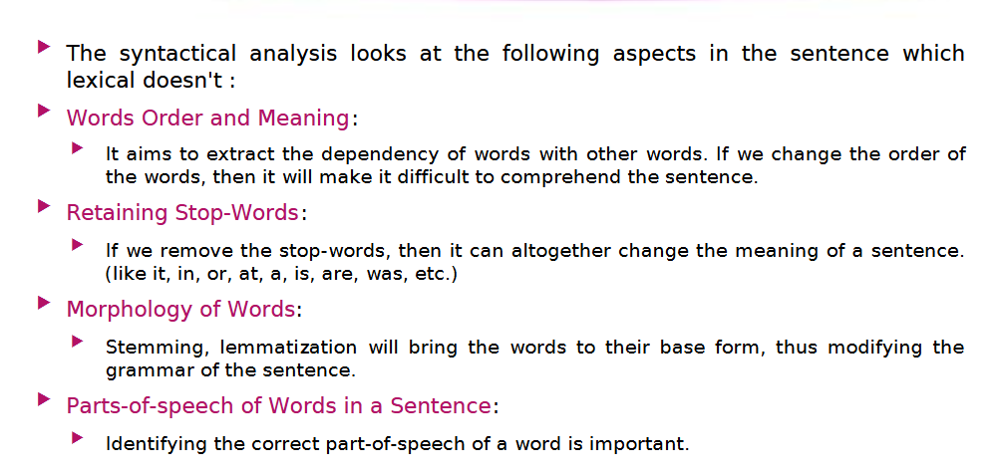 The syntactical analysis looks at the following aspects in the sentence which
lexical doesn't :
Words Order and Meaning:
It aims to extract the dependency of words with other words. If we change the order of
the words, then it will make it difficult to comprehend the sentence.
Retaining Stop-Words:
If we remove the stop-words, then it can altogether change the meaning of a sentence.
(like it, in, or, at, a, is, are, was, etc.)
Morphology of Words:
Stemming, lemmatization will bring the words to their base form, thus modifying the
grammar of the sentence.
Parts-of-speech of Words in a Sentence:
Identifying the correct part-of-speech of a word is important.